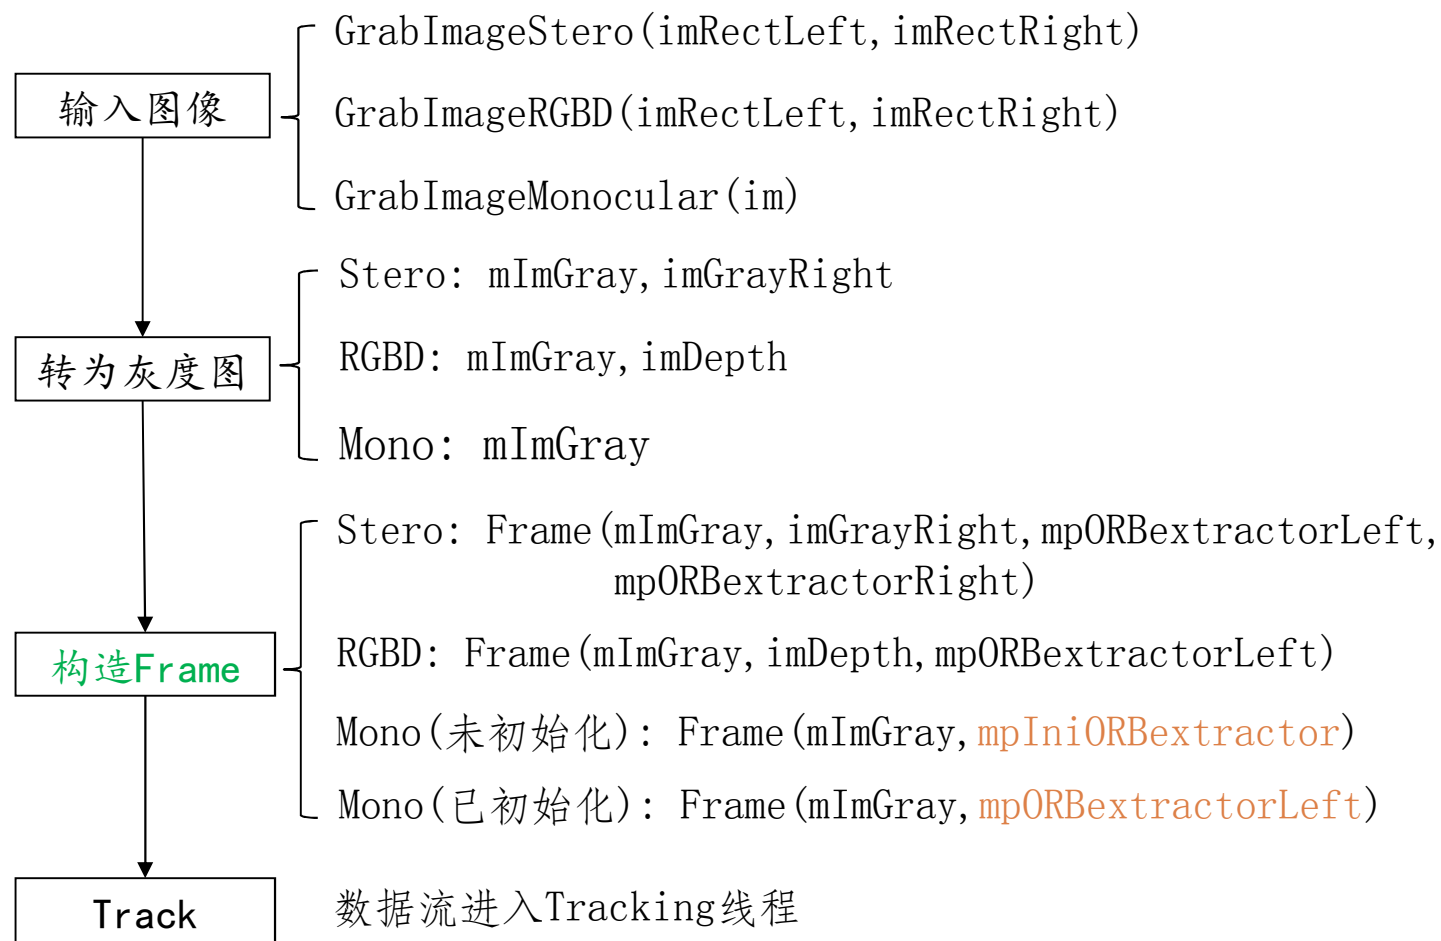 输入图像
GrabImageStero(imRectLeft,imRectRight)
GrabImageRGBD(imRectLeft,imRectRight)
GrabImageMonocular(im)
转为灰度图
Stero: mImGray,imGrayRight
RGBD: mImGray,imDepth
Mono: mImGray
构造Frame
Stero: Frame(mImGray,imGrayRight,mpORBextractorLeft,
mpORBextractorRight)
RGBD: Frame(mImGray,imDepth,mpORBextractorLeft)
Mono(未初始化): Frame(mImGray,mpIniORBextractor)
Mono(已初始化): Frame(mImGray,mpORBextractorLeft)
Track
数据流进入Tracking线程